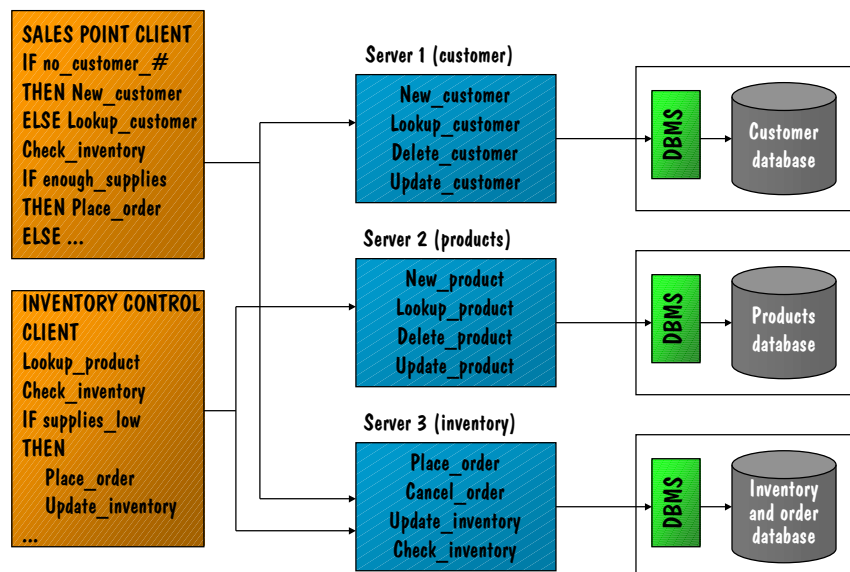 SALES POINT CLIENT
IF no_customer_#
THEN New_customer
ELSE Lookup_customer
Check_inventory
IF enough_supplies
THEN Place_order
ELSE ...
INVENTORY CONTROL
CLIENT
Lookup_product
Check_inventory
IF supplies_low
THEN
Place_order
Update_inventory
...
Server 1 (customer)
New_customer
Lookup_customer
Delete_customer
Update_customer
DBMS
Customer
database
Server 2 (products)
New_product
Lookup_product
Delete_product
Update_product
DBMS
Products
database
Server 3 (inventory)
Place_order
Cancel_order
Update_inventory
Check_inventory
DBMS
Inventory
and order
database